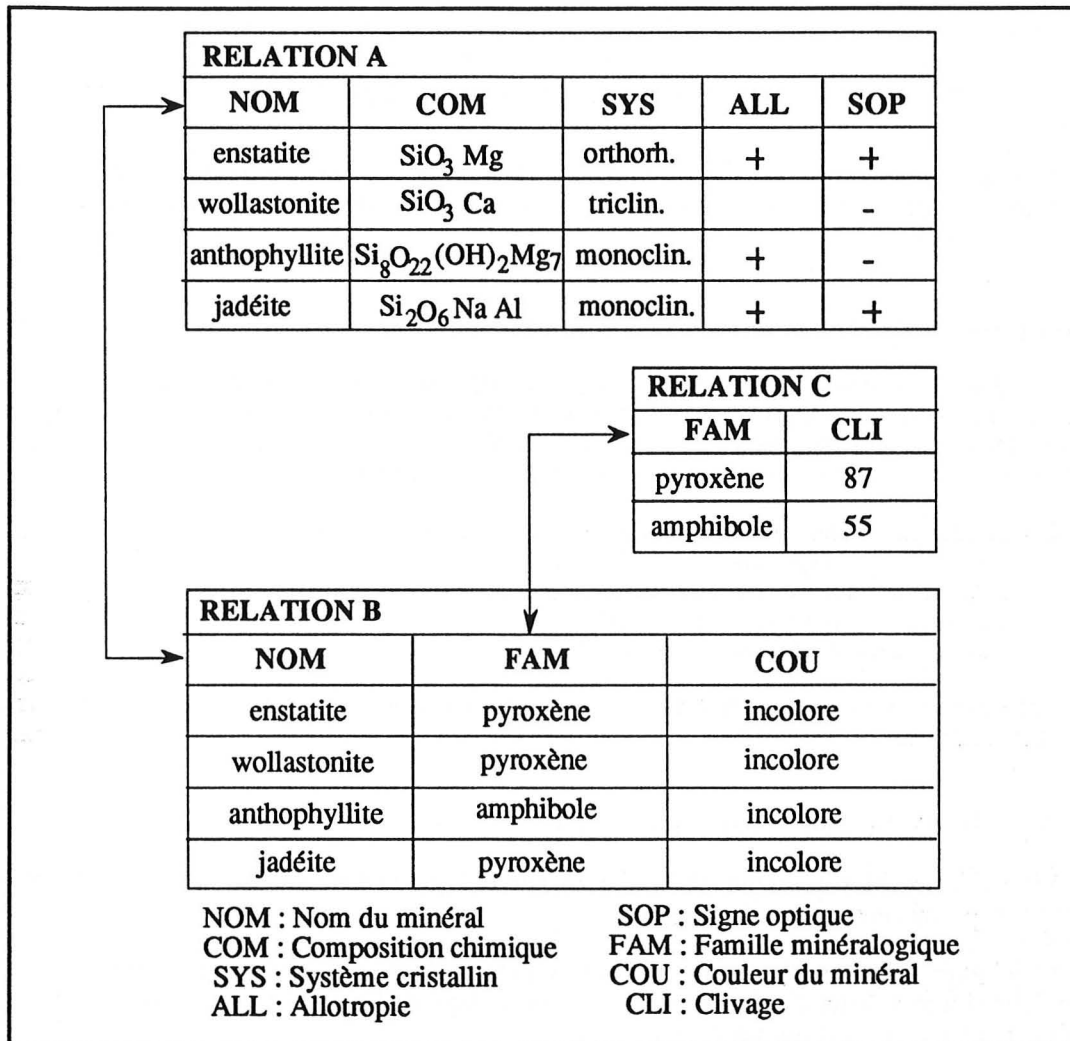 RELATION A
NOM COM SYS ALL SOP
enstatite SiO3 Mg orthorh. + +
wollastonite SiO3 Ca triclin. -
anthophyllite Si8O22(OH)2Mg7 monoclin. + -
jadéite Si2O6 Na Al monoclin. + +
RELATION C
FAM CLI
pyroxène 87
amphibole 55
RELATION B
NOM FAM COU
enstatite pyroxène incolore
wollastonite pyroxène incolore
anthophyllite amphibole incolore
jadéite pyroxène incolore
NOM : Nom du minéral
COM : Composition chimique
SYS : Système cristallin
ALL : Allotropie
SOP : Signe optique
FAM : Famille minéralogique
COU : Couleur du minéral
CLI : Clivage